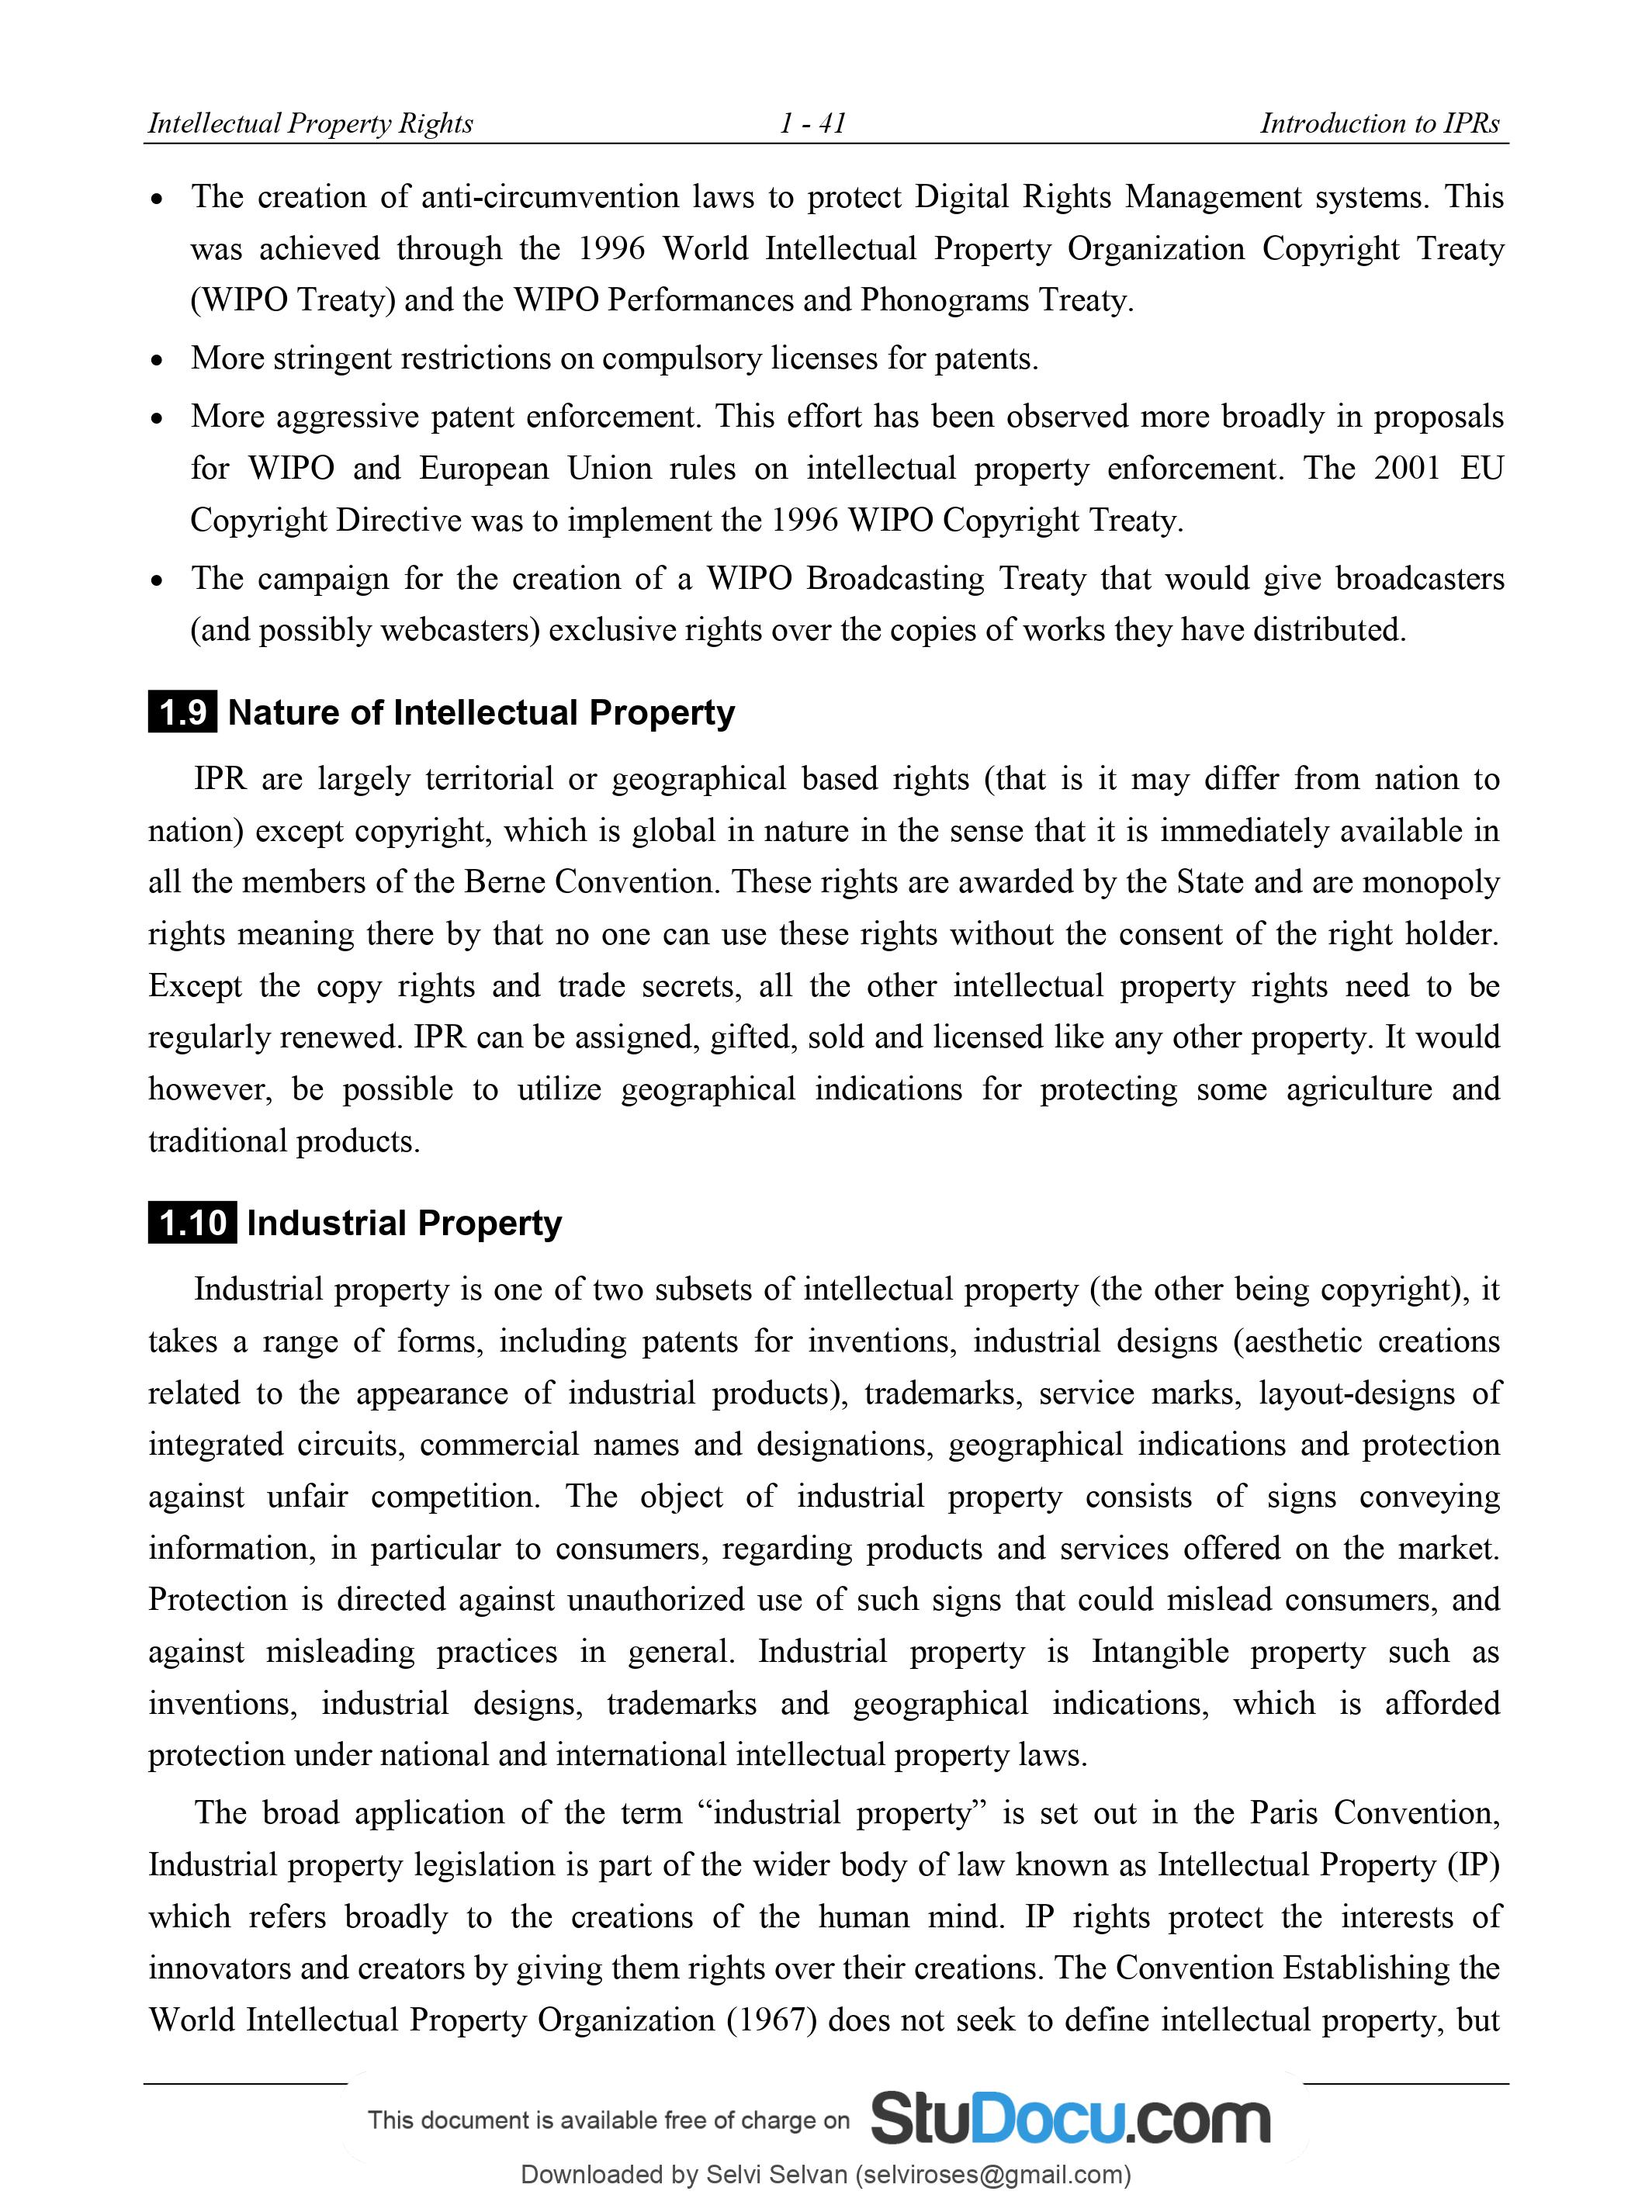 Intellectual Property Rights 1 - 41 Introduction to IPRs
• The creation of anti-circumvention laws to protect Digital Rights Management systems. This
was achieved through the 1996 World Intellectual Property Organization Copyright Treaty
(WIPO Treaty) and the WIPO Performances and Phonograms Treaty.
• More stringent restrictions on compulsory licenses for patents.
• More aggressive patent enforcement. This effort has been observed more broadly in proposals
for WIPO and European Union rules on intellectual property enforcement. The 2001 EU
Copyright Directive was to implement the 1996 WIPO Copyright Treaty.
• The campaign for the creation of a WIPO Broadcasting Treaty that would give broadcasters
(and possibly webcasters) exclusive rights over the copies of works they have distributed.
1.9 Nature of Intellectual Property
IPR are largely territorial or geographical based rights (that is it may differ from nation to
nation) except copyright, which is global in nature in the sense that it is immediately available in
all the members of the Berne Convention. These rights are awarded by the State and are monopoly
rights meaning there by that no one can use these rights without the consent of the right holder.
Except the copy rights and trade secrets, all the other intellectual property rights need to be
regularly renewed. IPR can be assigned, gifted, sold and licensed like any other property. It would
however, be possible to utilize geographical indications for protecting some agriculture and
traditional products.
1.10 Industrial Property
Industrial property is one of two subsets of intellectual property (the other being copyright), it
takes a range of forms, including patents for inventions, industrial designs (aesthetic creations
related to the appearance of industrial products), trademarks, service marks, layout-designs of
integrated circuits, commercial names and designations, geographical indications and protection
against unfair competition. The object of industrial property consists of signs conveying
information, in particular to consumers, regarding products and services offered on the market.
Protection is directed against unauthorized use of such signs that could mislead consumers, and
against misleading practices in general. Industrial property is Intangible property such as
inventions, industrial designs, trademarks and geographical indications, which is afforded
protection under national and international intellectual property laws.
The broad application of the term “industrial property” is set out in the Paris Convention,
Industrial property legislation is part of the wider body of law known as Intellectual Property (IP)
which refers broadly to the creations of the human mind. IP rights protect the interests of
innovators and creators by giving them rights over their creations. The Convention Establishing the
World Intellectual Property Organization (1967) does not seek to define intellectual property, but
This document is available free of charge on StuDocu.com
Downloaded by Selvi Selvan (selviroses@gmail.com)